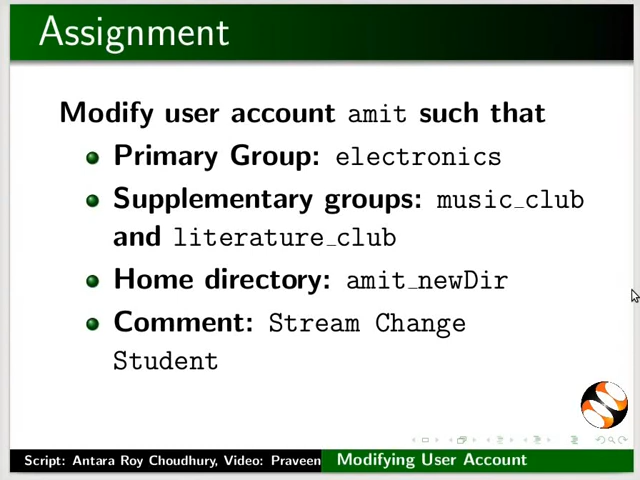 Assignment
Modify user account amit such that
Primary Group: electronics
Supplementary groups: music_club
and literature_club
Home directory: amit_newDir
Comment: Stream Change
Student
Script: Antara Roy Choudhury, Video: Praveen
Modifying User Account